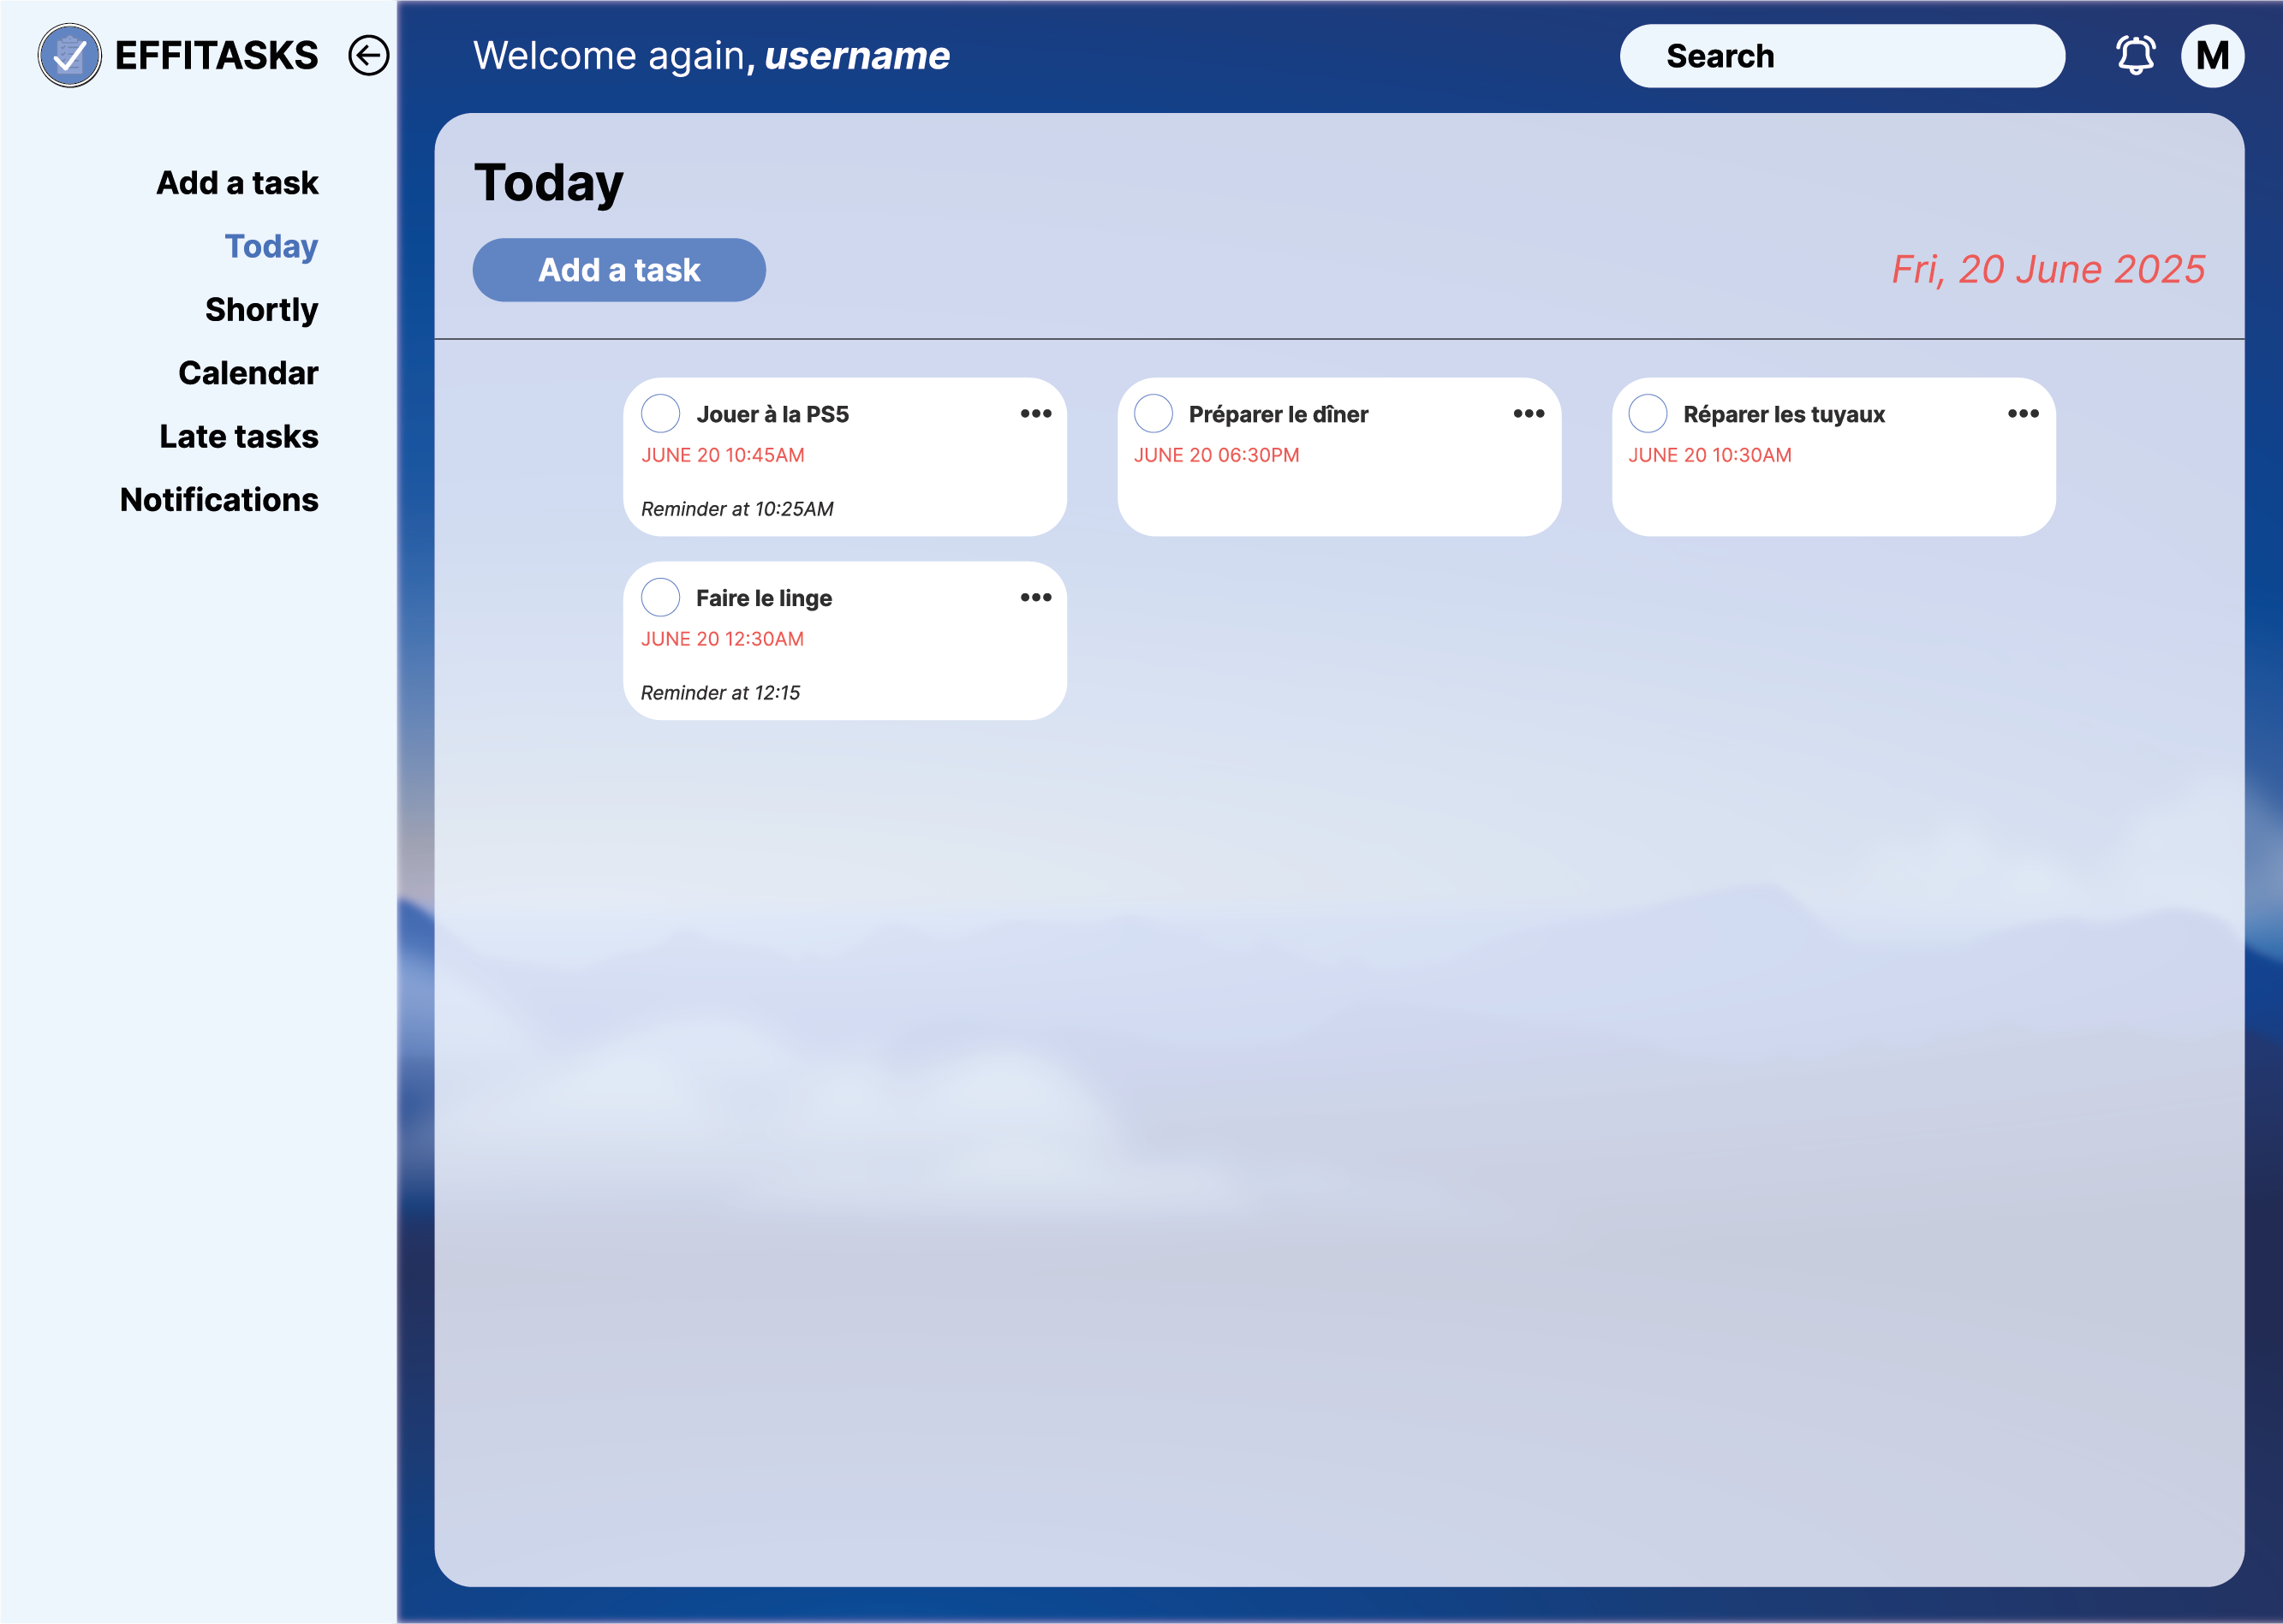 EFFITASKS
Add a task
Today
Shortly
Calendar
Late tasks
Notifications
Welcome again, username
Search
M
Today
Add a task
Fri, 20 June 2025
Jouer à la PS5
JUNE 20 10:45AM
Reminder at 10:25AM
Préparer le dîner
JUNE 20 06:30PM
Réparer les tuyaux
JUNE 20 10:30AM
Faire le linge
JUNE 20 12:30AM
Reminder at 12:15